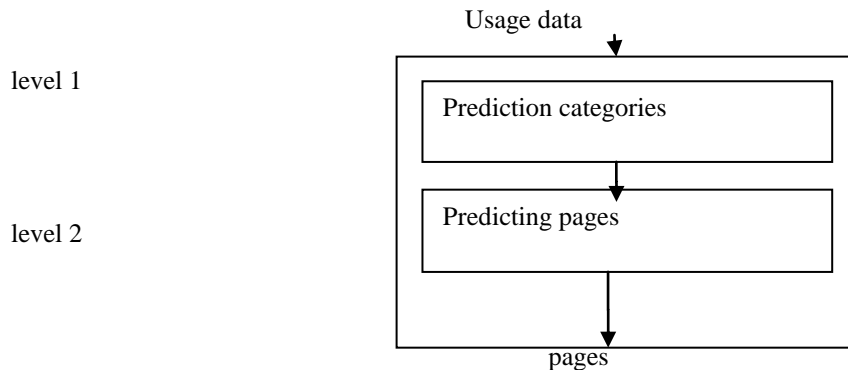 Usage data
level 1
Prediction categories
Predicting pages
level 2
pages